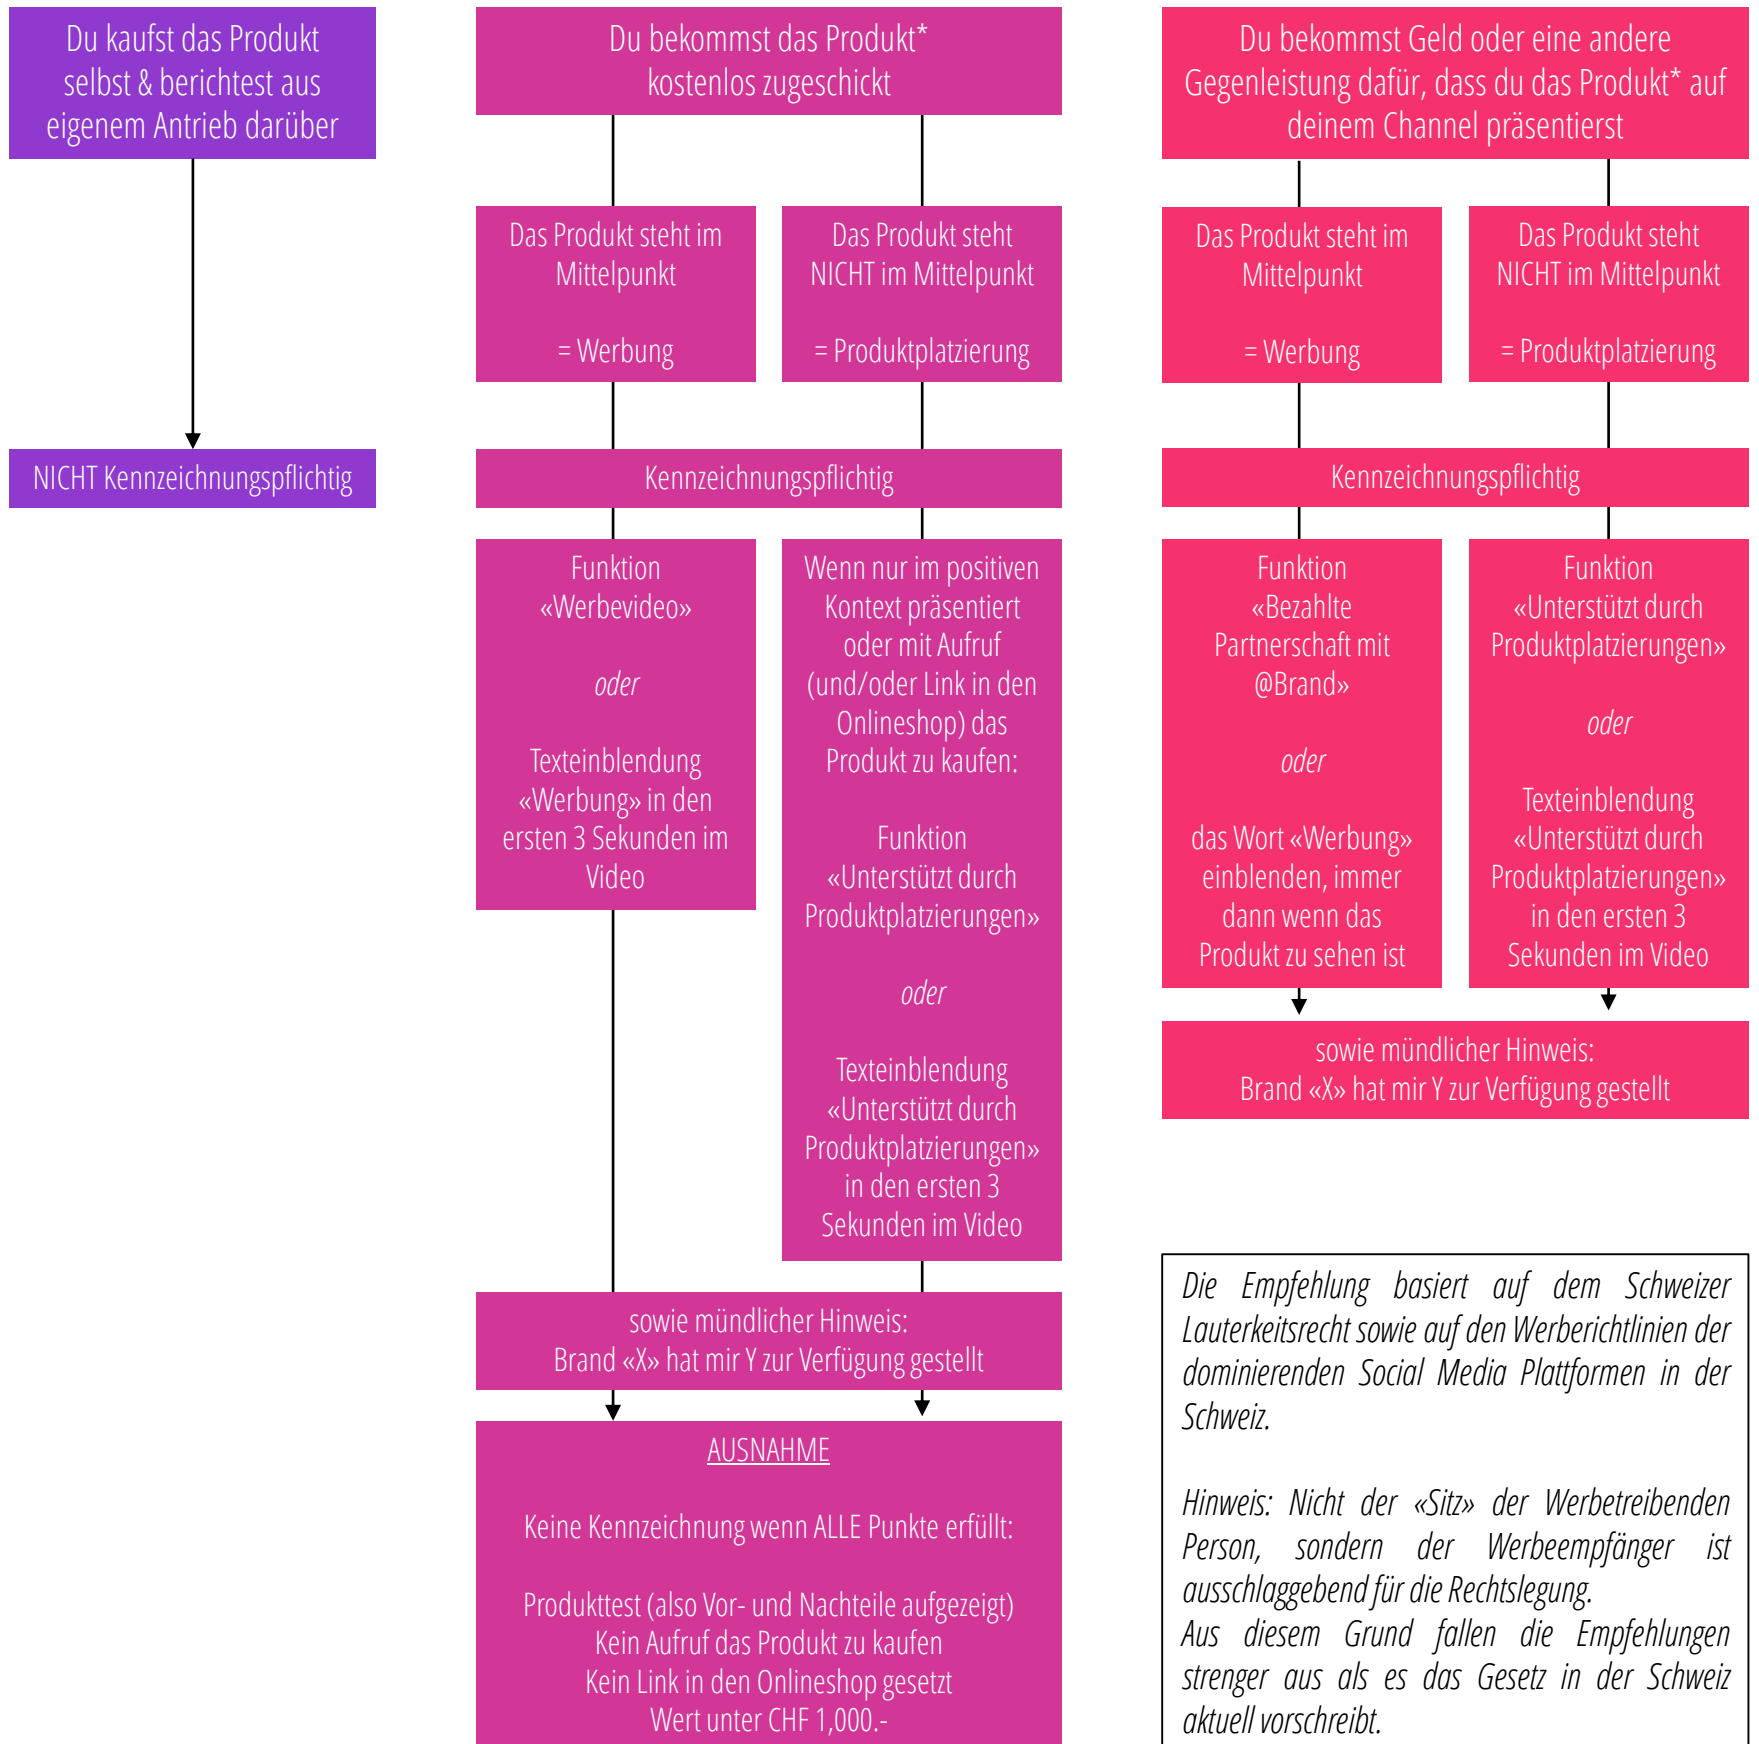 Du kaufst das Produkt
selbst & berichtest aus
eigenem Antrieb darüber
NICHT Kennzeichnungspflichtig
Du bekommst das Produkt*
kostenlos zugeschickt
Das Produkt steht im
Mittelpunkt
= Werbung
Das Produkt steht
NICHT im Mittelpunkt
= Produktplatzierung
Kennzeichnungspflichtig
Funktion
«Werbevideo»
oder
Texteinblendung
«Werbung» in den
ersten 3 Sekunden im
Video
Wenn nur im positiven
Kontext präsentiert
oder mit Aufruf
(und/oder Link in den
Onlineshop) das
Produkt zu kaufen:
Funktion
«Unterstützt durch
Produktplatzierungen»
oder
Texteinblendung
«Unterstützt durch
Produktplatzierungen»
in den ersten 3
Sekunden im Video
sowie mündlicher Hinweis:
Brand «X» hat mir Y zur Verfügung gestellt
AUSNAHME
Keine Kennzeichnung wenn ALLE Punkte erfüllt:
Produkttest (also Vor- und Nachteile aufgezeigt)
Kein Aufruf das Produkt zu kaufen
Kein Link in den Onlineshop gesetzt
Wert unter CHF 1,000.-
Du bekommst Geld oder eine andere
Gegenleistung dafür, dass du das Produkt* auf
deinem Channel präsentierst
Das Produkt steht im
Mittelpunkt
= Werbung
Das Produkt steht
NICHT im Mittelpunkt
= Produktplatzierung
Kennzeichnungspflichtig
Funktion
«Bezahlte
Partnerschaft mit
@Brand»
oder
das Wort «Werbung»
einblenden, immer
dann wenn das
Produkt zu sehen ist
Funktion
«Unterstützt durch
Produktplatzierungen»
oder
Texteinblendung
«Unterstützt durch
Produktplatzierungen»
in den ersten 3
Sekunden im Video
sowie mündlicher Hinweis:
Brand «X» hat mir Y zur Verfügung gestellt
Die Empfehlung basiert auf dem Schweizer
Lauterkeitsrecht sowie auf den Werberichtlinien der
dominierenden Social Media Plattformen in der
Schweiz.
Hinweis: Nicht der «Sitz» der Werbetreibenden
Person, sondern der Werbeempfänger ist
ausschlaggebend für die Rechtslegung.
Aus diesem Grund fallen die Empfehlungen
strenger aus als es das Gesetz in der Schweiz
aktuell vorschreibt.